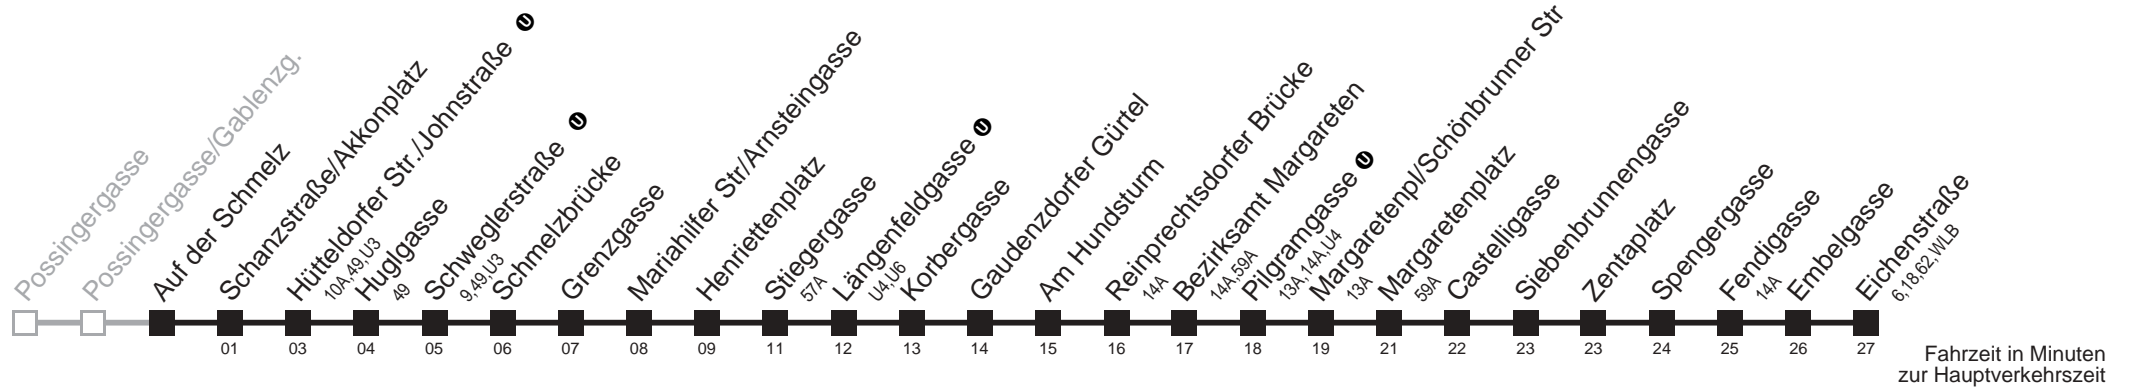 Possingergasse
Possingergasse/Gablenzg.
Auf der Schmelz
Schanzstraße/Akkonplatz
01
Hütteldorfer Str./Johnstraße U
10A,49,U3
03
Huglgasse
49
04
Schweglerstraße U
9,49,U3
05
Schmelzbrücke
06
Grenzgasse
07
Mariahilfer Str/Arnsteingasse
08
Henriettenplatz
09
Stiegergasse
57A
11
Längenfeldgasse U
U4,U6
12
Korbergasse
13
Gaudenzdorfer Gürtel
14
Am Hundsturm
15
Reinprechtsdorfer Brücke
14A
16
Bezirksamt Margareten
14A,59A
17
Pilgramgasse U
13A,14A,U4
18
Margaretenpl/Schönbrunner Str
13A
19
Margaretenplatz
59A
21
Castelligasse
22
Siebenbrunnengasse
23
Zentaplatz
23
Spengergasse
24
Fendigasse
14A
25
Embelgasse
26
Eichenstraße
6,18,62,WLB
27
Fahrzeit in Minuten
zur Hauptverkehrszeit